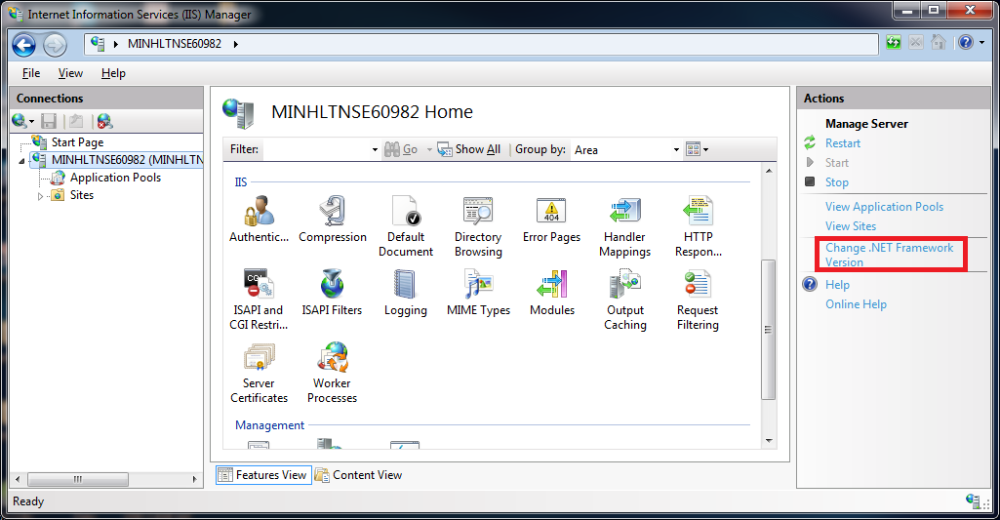 Internet Information Services (IIS) Manager
MINHLTNSE60982
File View Help
Connections
Start Page
MINHLTNSE60982 (MINHLTN
Application Pools
Sites
MINHLTNSE60982 Home
Filter: Go Show All Group by: Area
IIS
Authentic... Compression Default Document Directory Browsing Error Pages Handler Mappings HTTP Respon...
404
CGI
ISAPI and CGI Restri... ISAPI Filters Logging MIME Types Modules Output Caching Request Filtering
Server Certificates Worker Processes
Management
Features View Content View
Actions
Manage Server
Restart
Start
Stop
View Application Pools
View Sites
Change .NET Framework
Version
Help
Online Help
Ready